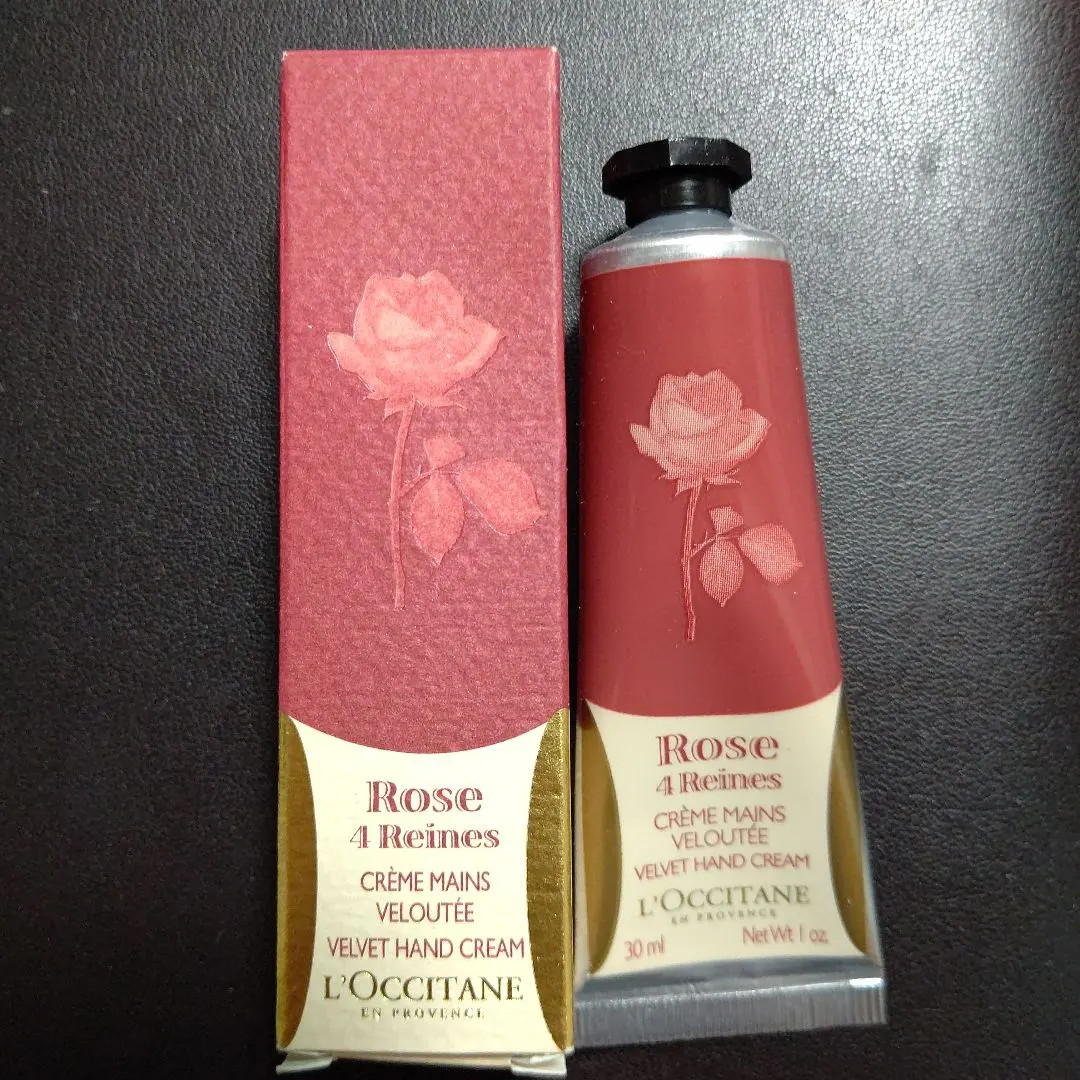 Rose
4 Reines
CRÈME MAINS
VELOUTÉE
VELVET HAND CREAM
L'OCCITANE
EN PROVENCE
Rose
4 Reines
CRÈME MAINS
VELOUTÉE
VELVET HAND CREAM
L'OCCITANE
EN PROVENCE
30 ml Net Wt 1 oz.